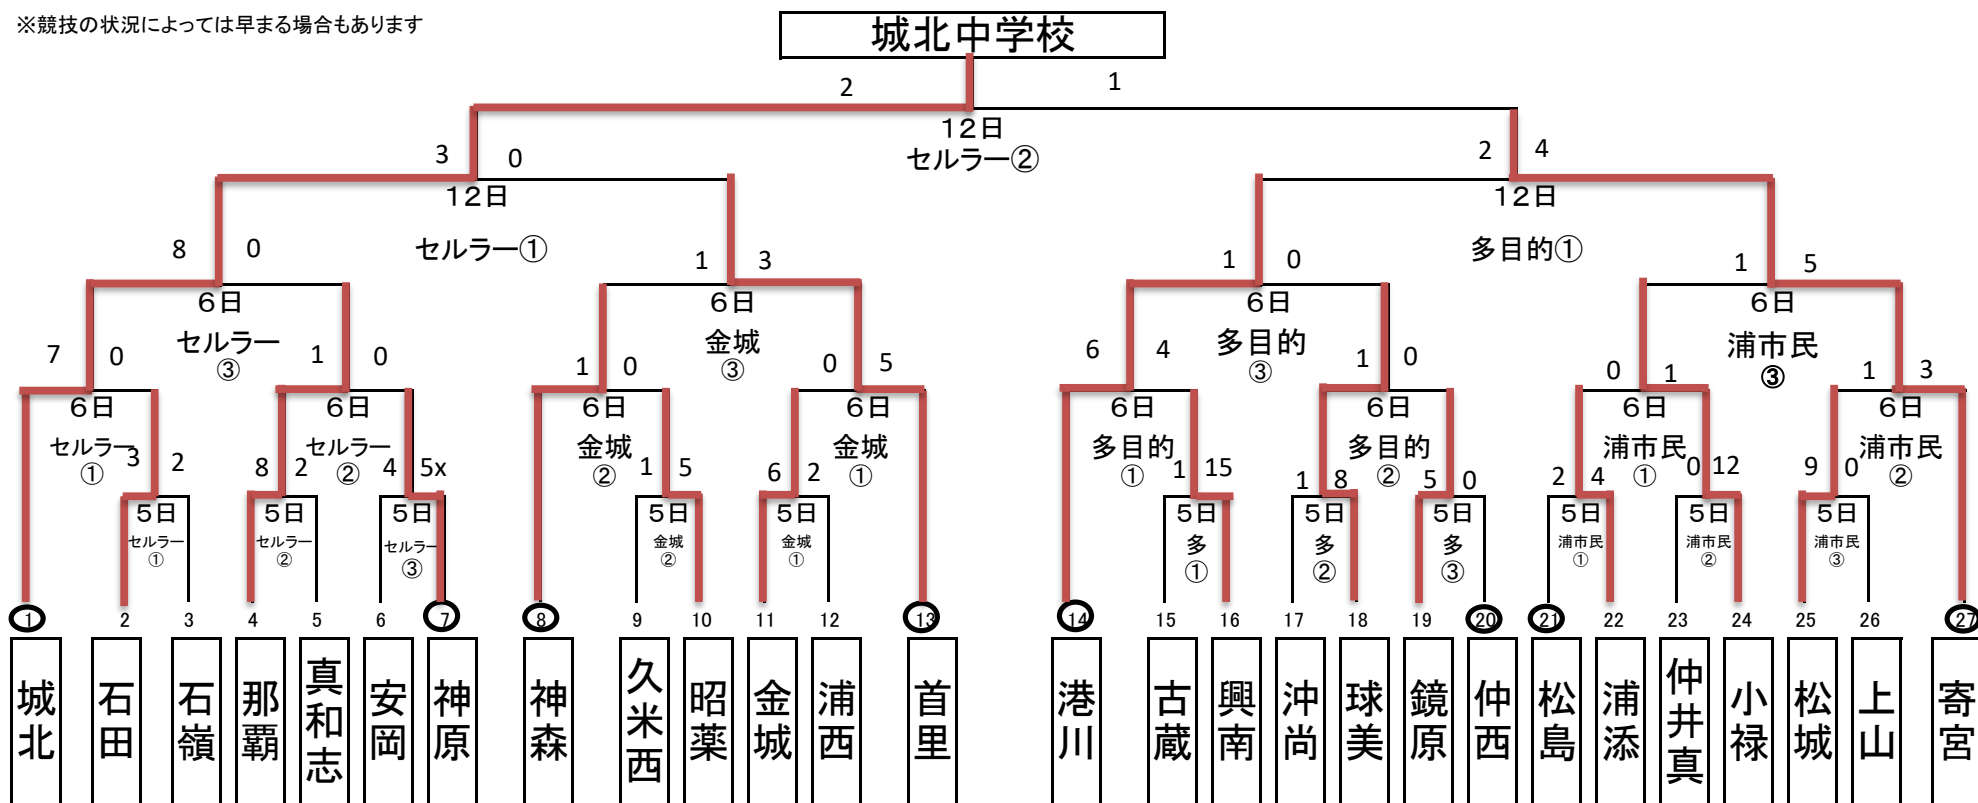 ※競技の状況によっては早まる場合もあります
城北中学校
2 1
12日
セルラー②
3 0 2 4
12日 12日
セルラー① 多目的①
8 0 1 3 1 0 1 5
6日 6日 6日 6日
セルラー 金城 多目的 浦市民
③ ③ ③ ③
7 0 1 0 1 0 0 5 6 4 1 0 0 1 1 3
6日 6日 6日 6日 6日 6日 6日 6日
セルラー セルラー 金城 金城 多目的 多目的 浦市民 浦市民
① ② ② ① ① ② ① ②
3 2 8 2 4 5x 1 5 6 2 1 15 1 8 5 0 2 4 0 12 9 0
5日 5日 5日 5日 5日 5日 5日 5日 5日 5日 5日
セルラー セルラー セルラー 金城 金城 多 多 多 浦市民 浦市民 浦市民
① ② ③ ② ① ① ② ③ ① ② ③
1 2 3 4 5 6 7 8 9 10 11 12 13 14 15 16 17 18 19 20 21 22 23 24 25 26 27
城北
石田
石嶺
那覇
真和志
安岡
神原
神森
久米西
昭薬
金城
浦西
首里
港川
古蔵
興南
沖尚
球美
鏡原
仲西
松島
浦添
仲井真
小禄
松城
上山
寄宮